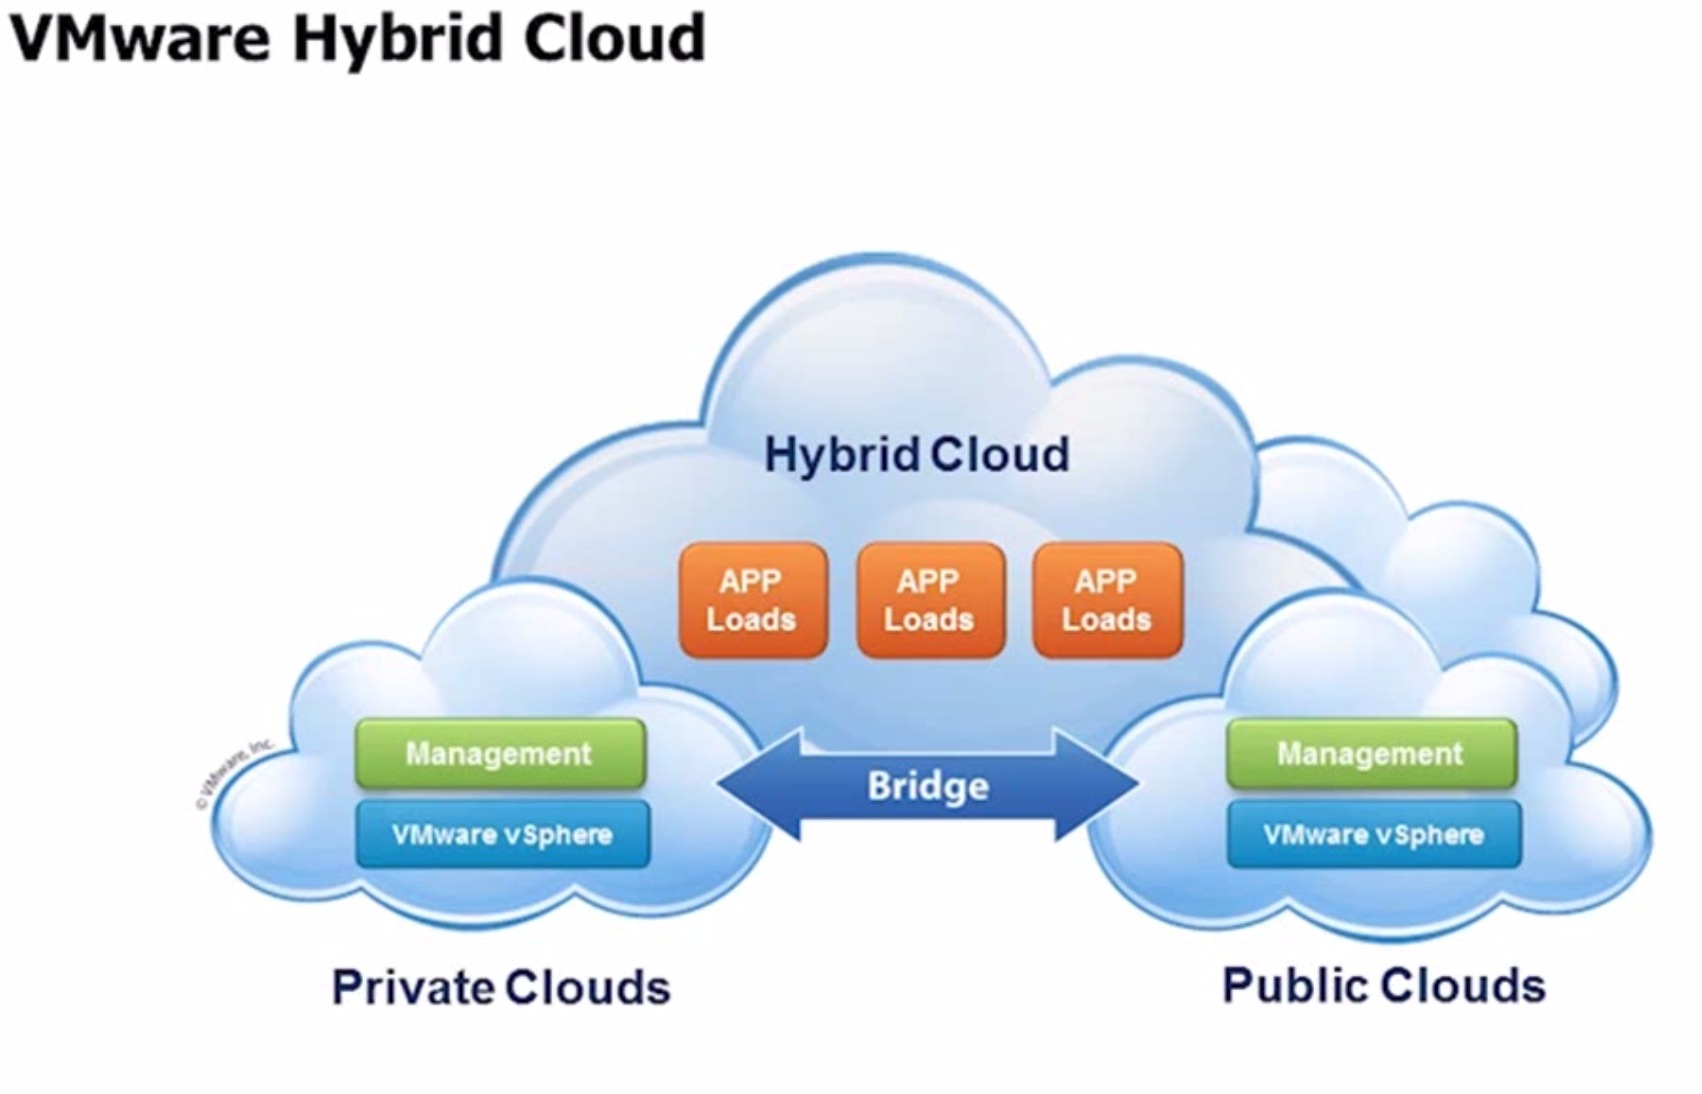 VMware Hybrid Cloud
Hybrid Cloud
APP
Loads
APP
Loads
APP
Loads
Management
VMware vSphere
Bridge
Management
VMware vSphere
© VMware, Inc.
Private Clouds
Public Clouds